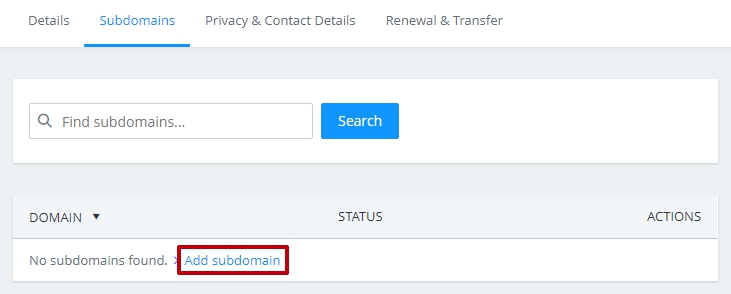 Details Subdomains Privacy & Contact Details Renewal & Transfer
Find subdomains... Search
DOMAIN ▼ STATUS ACTIONS
No subdomains found. › Add subdomain